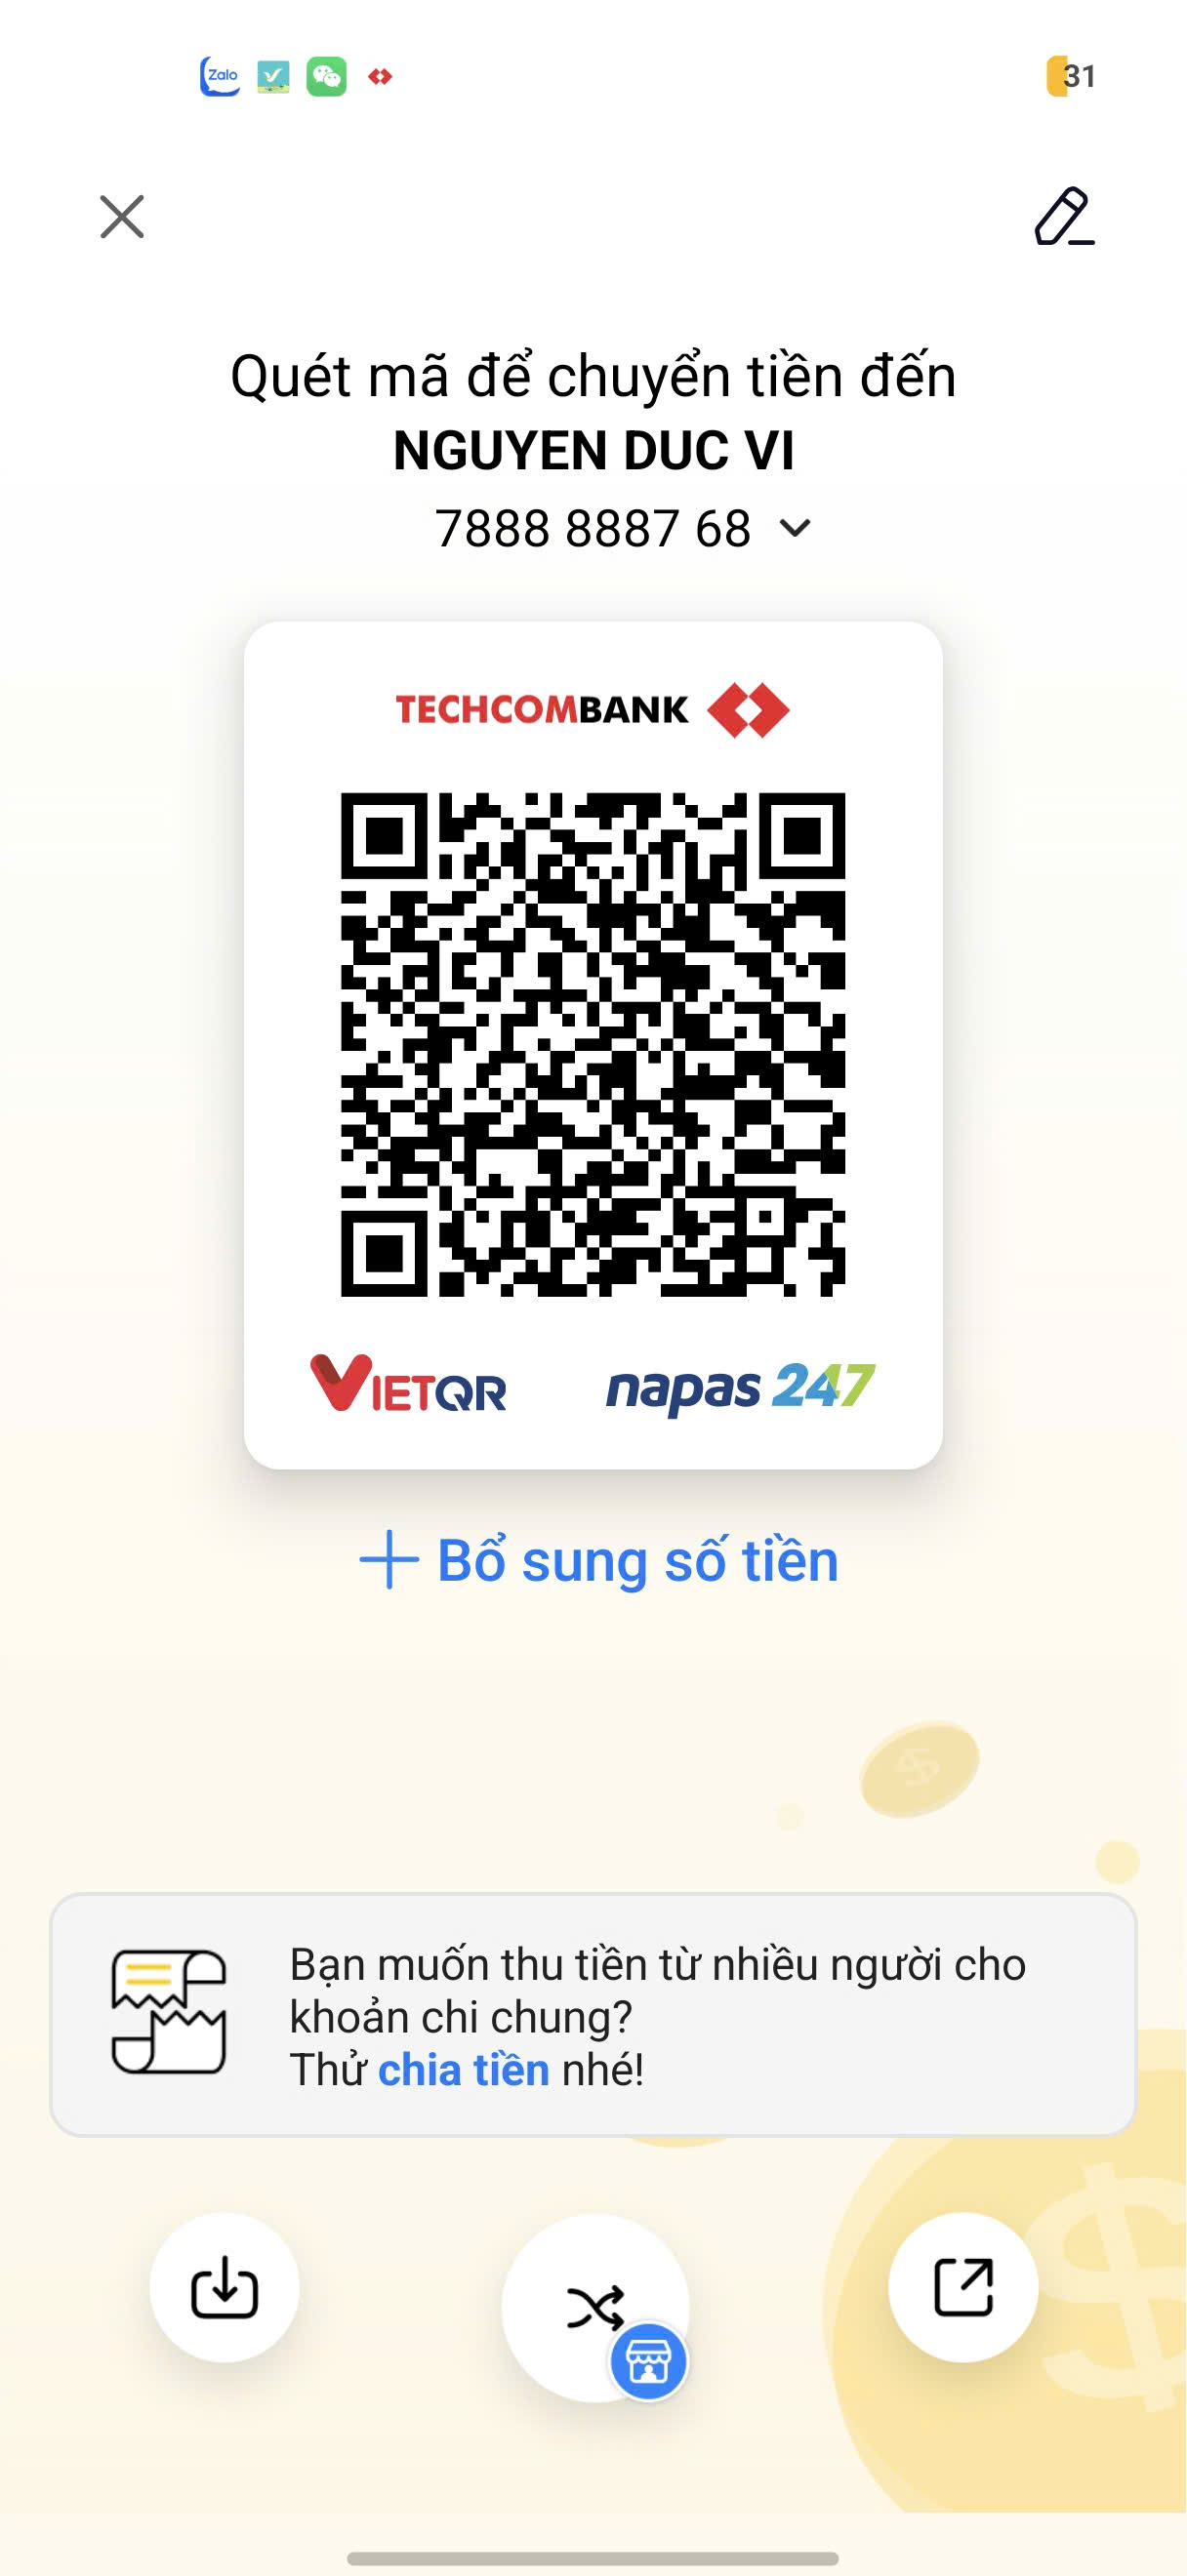 Zalo
31
Quét mã để chuyển tiền đến
NGUYEN DUC VI
7888 8887 68
TECHCOMBANK
VIETQR napas 247
Bổ sung số tiền
Bạn muốn thu tiền từ nhiều người cho
khoản chi chung?
Thử chia tiền nhé!